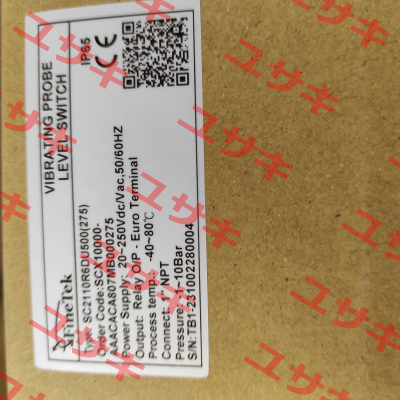 FineTek
VIBRATING PROBE
LEVEL SWITCH
IP65
CE
Type: SC2110R6DU500(275)
Order Code:SCX10000-
AAACACA807MB000275
Power Supply: 20~250Vdc/Vac,50/60HZ
Output: Relay O/P - Euro Terminal
Process temp.: -40~80℃
Connect: 1" NPT
Pressure:-1~10Bar
S/N:TB1-231002280004
ユサキ
ユサキ
ユサキ
ユサキ
ユサキ